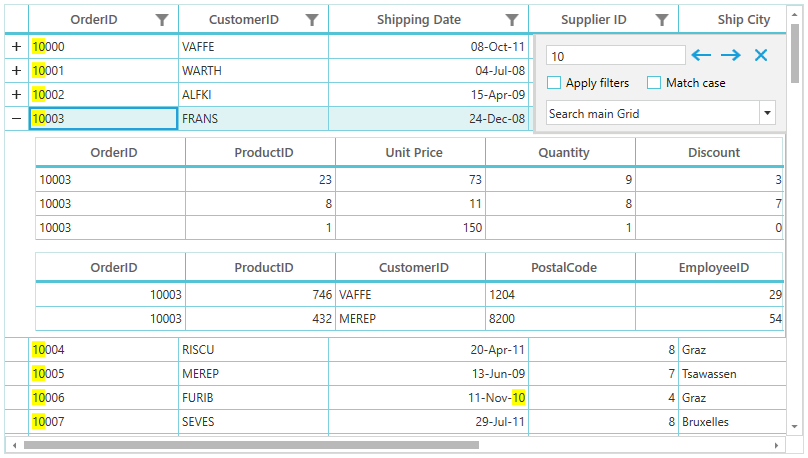 OrderID CustomerID Shipping Date Supplier ID Ship City
+ 10000 VAFFE 08-Oct-11
10
+ 10001 WARTH 04-Jul-08
Apply filters Match case
+ 10002 ALFKI 15-Apr-09
Search main Grid
− 10003 FRANS 24-Dec-08
OrderID ProductID Unit Price Quantity Discount
10003 23 73 9 3
10003 8 11 8 7
10003 1 150 1 0
OrderID ProductID CustomerID PostalCode EmployeeID
10003 746 VAFFE 1204 29
10003 432 MEREP 8200 54
10004 RISCU 20-Apr-11 8 Graz
10005 MEREP 13-Jun-09 7 Tsawassen
10006 FURIB 11-Nov-10 4 Graz
10007 SEVES 29-Jul-11 8 Bruxelles